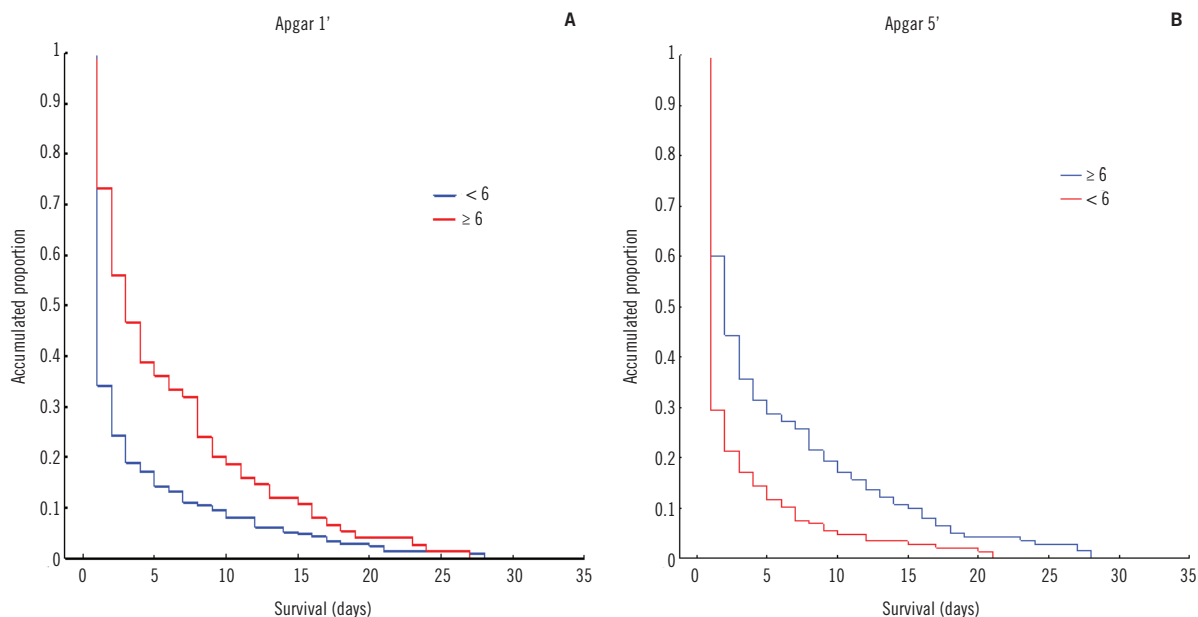 Apgar 1'
A
1
0.9
0.8
0.7
0.6
0.5
0.4
0.3
0.2
0.1
0
Accumulated proportion
< 6
≥ 6
0 5 10 15 20 25 30 35
Survival (days)
Apgar 5'
B
1
0.9
0.8
0.7
0.6
0.5
0.4
0.3
0.2
0.1
0
Accumulated proportion
≥ 6
< 6
0 5 10 15 20 25 30 35
Survival (days)